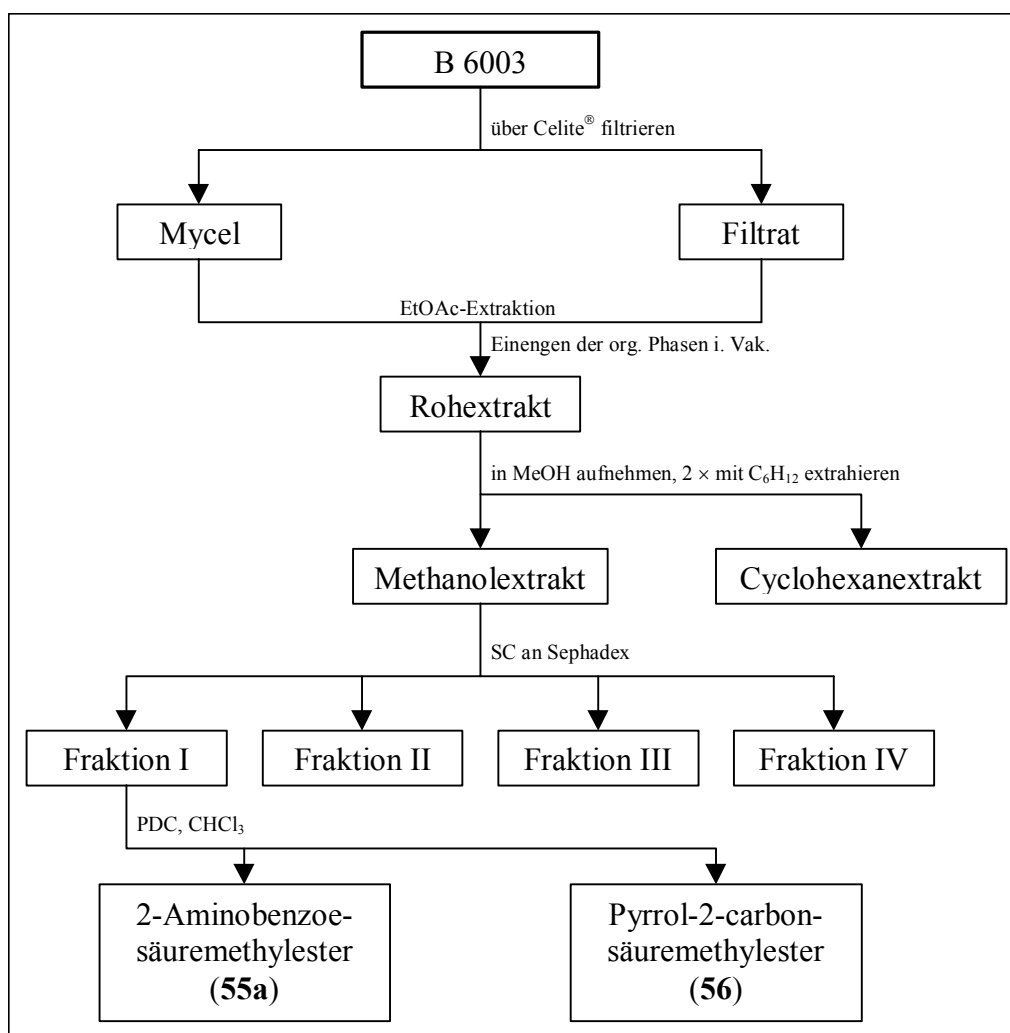 B 6003
über Celite® filtrieren
Mycel
Filtrat
EtOAc-Extraktion
Einengen der org. Phasen i. Vak.
Rohextrakt
in MeOH aufnehmen, 2 × mit C₆H₁₂ extrahieren
Methanolextrakt
Cyclohexanextrakt
SC an Sephadex
Fraktion I
Fraktion II
Fraktion III
Fraktion IV
PDC, CHCl₃
2-Aminobenzoe-
säuremethylester
(55a)
Pyrrol-2-carbon-
säuremethylester
(56)